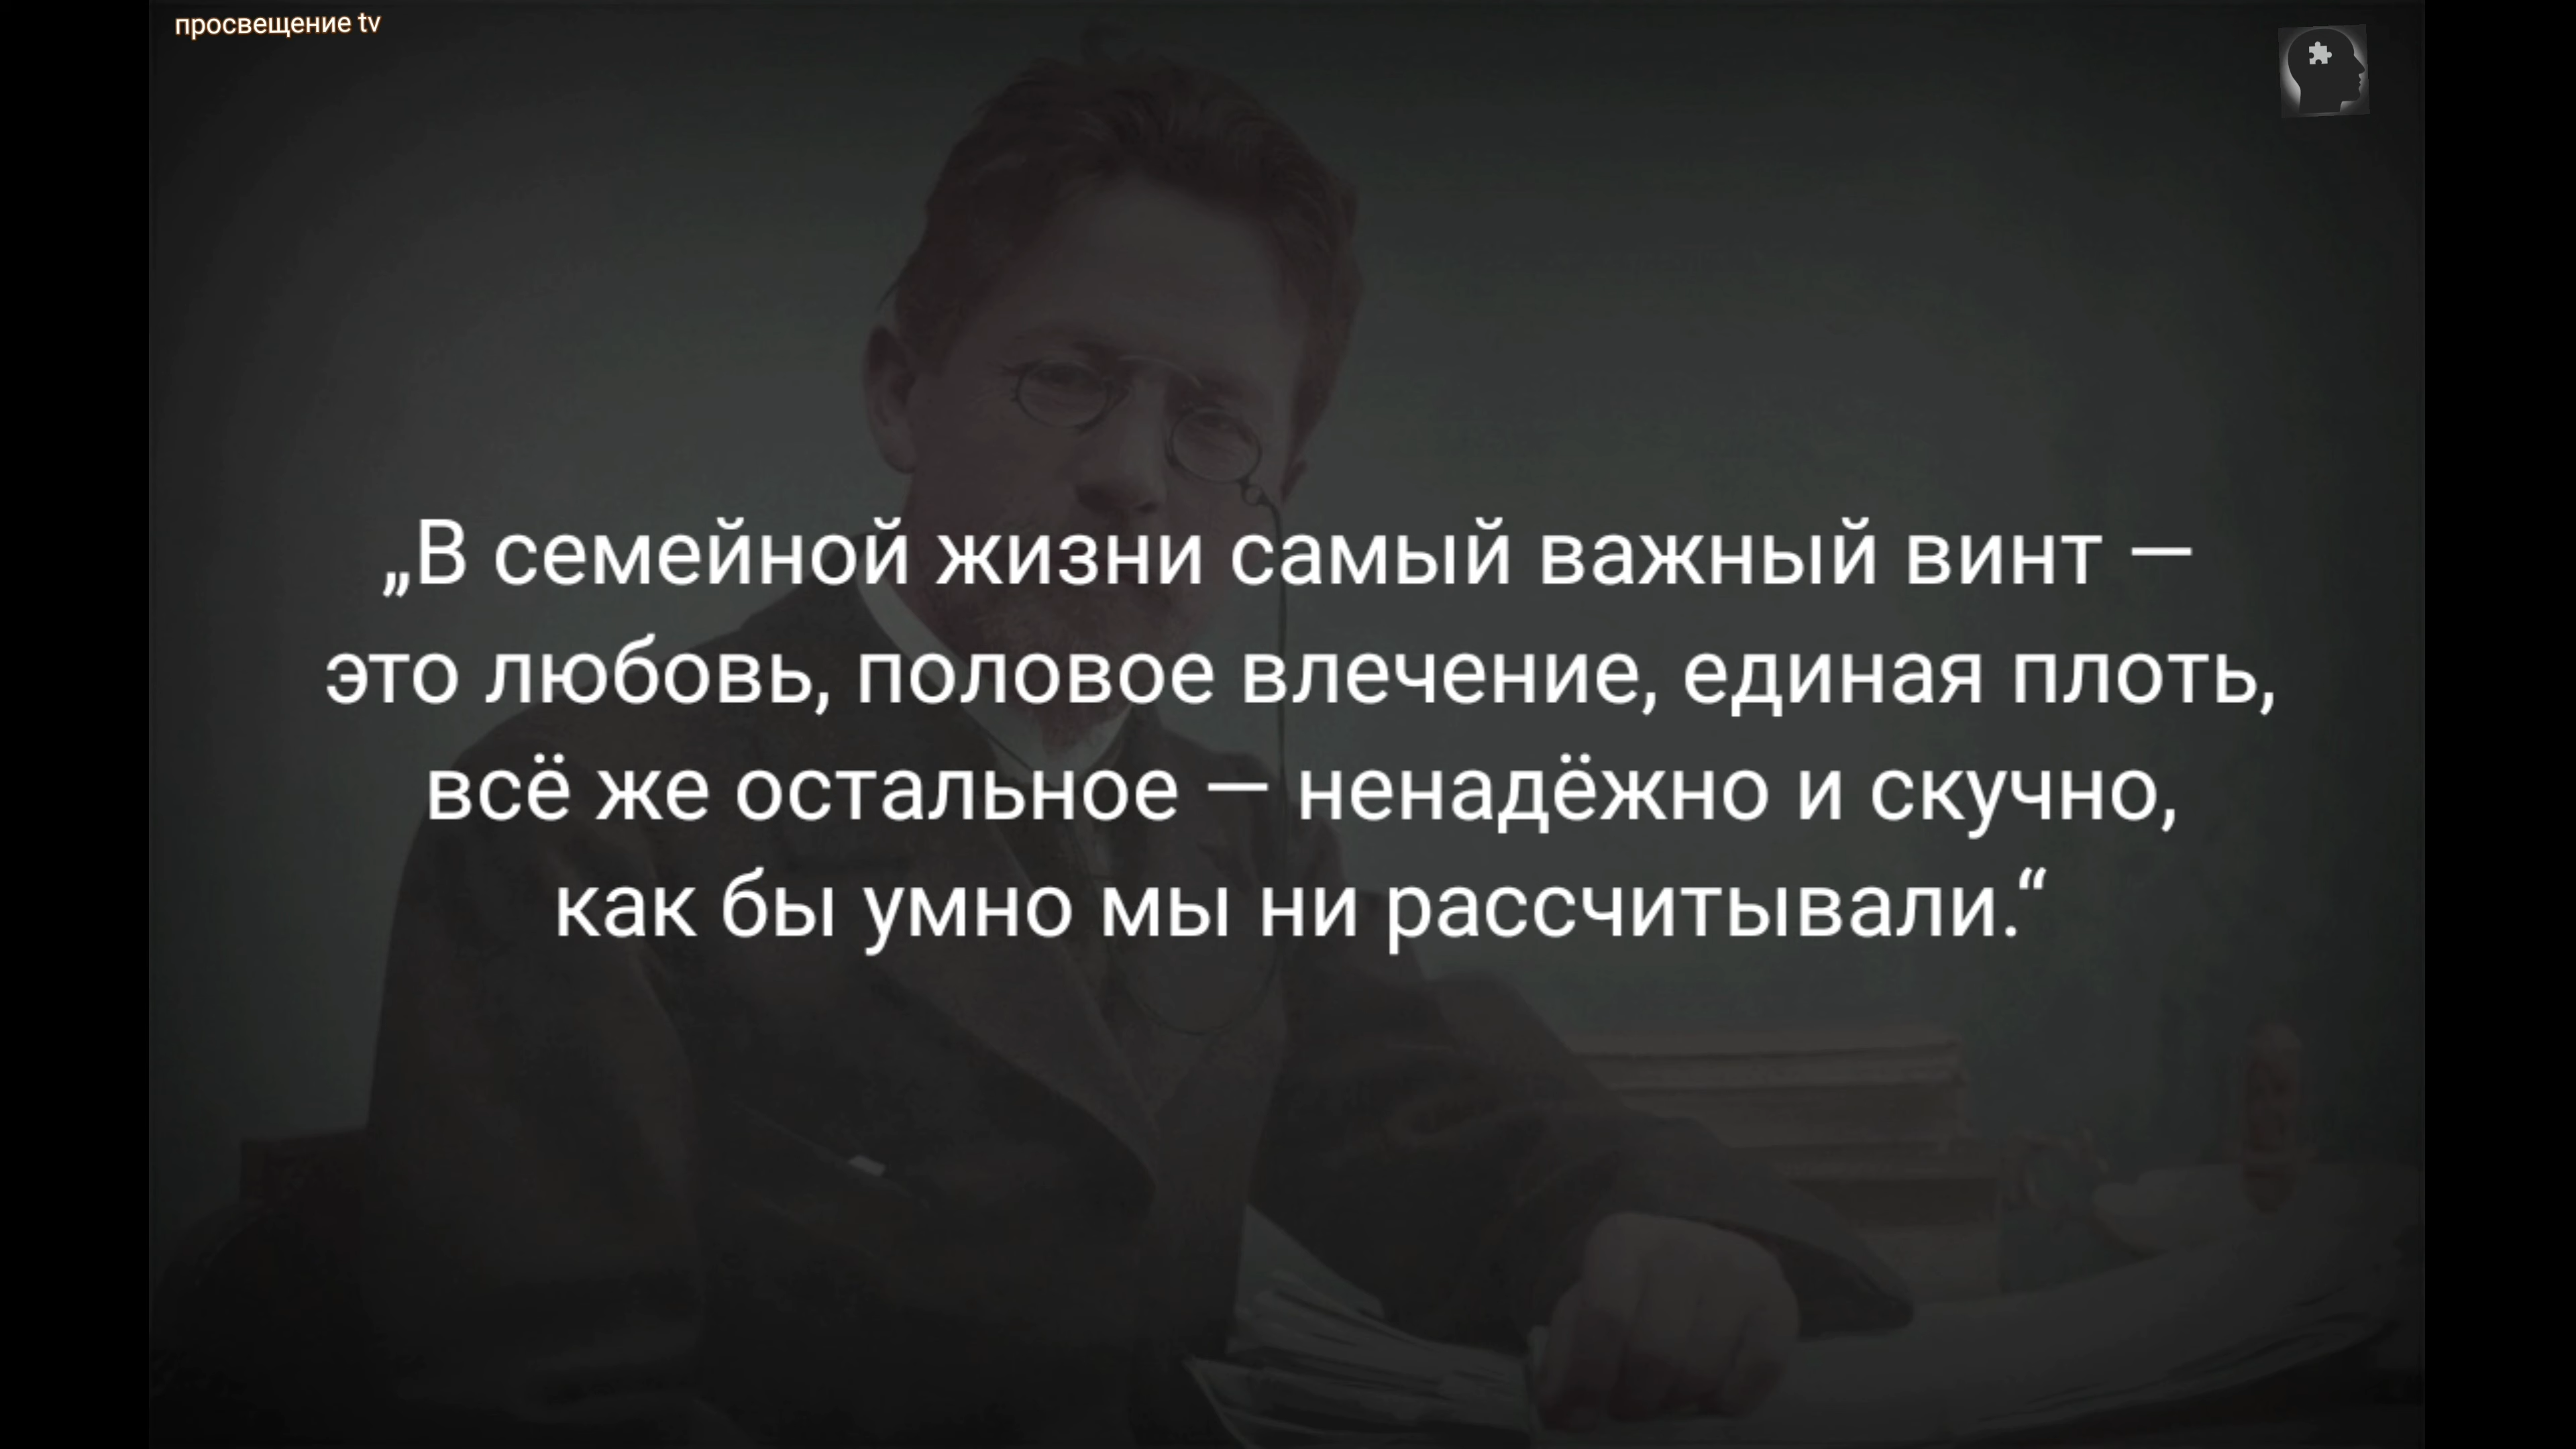 просвещение tv
„В семейной жизни самый важный винт —
это любовь, половое влечение, единая плоть,
всё же остальное — ненадёжно и скучно,
как бы умно мы ни рассчитывали.“